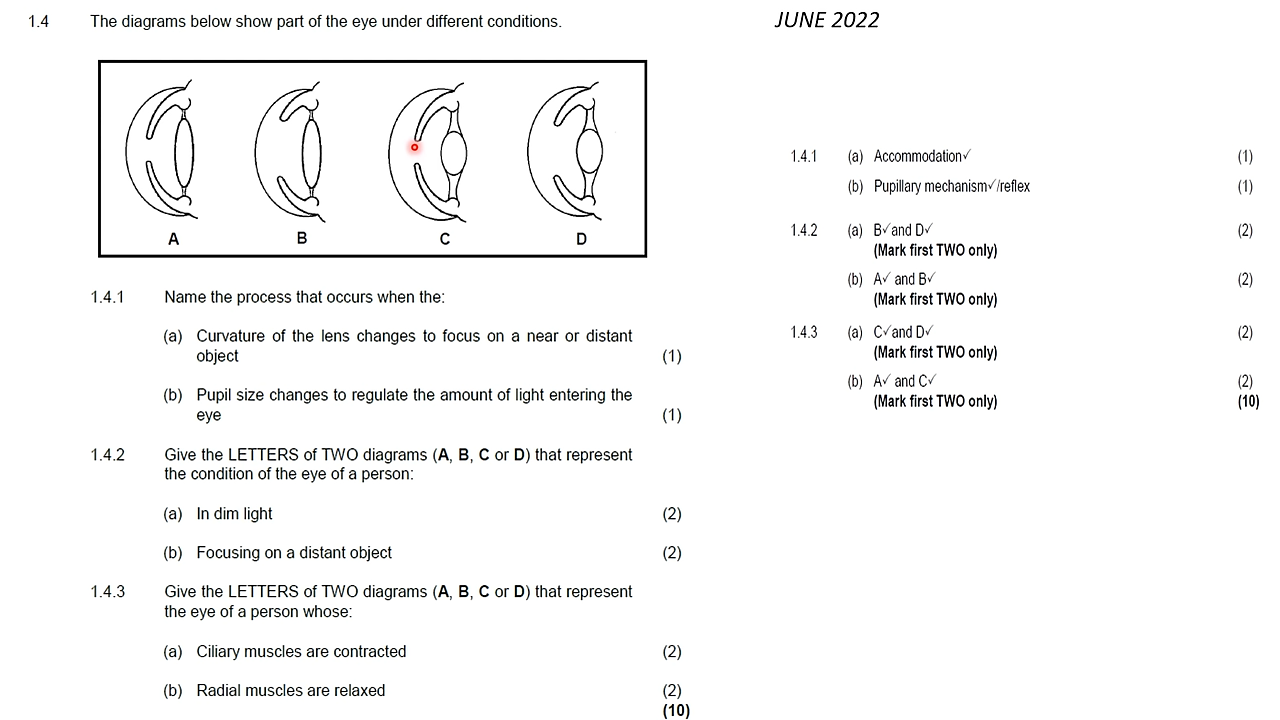 1.4 The diagrams below show part of the eye under different conditions.
A B C D
1.4.1 Name the process that occurs when the:
(a) Curvature of the lens changes to focus on a near or distant
object (1)
(b) Pupil size changes to regulate the amount of light entering the
eye (1)
1.4.2 Give the LETTERS of TWO diagrams (A, B, C or D) that represent
the condition of the eye of a person:
(a) In dim light (2)
(b) Focusing on a distant object (2)
1.4.3 Give the LETTERS of TWO diagrams (A, B, C or D) that represent
the eye of a person whose:
(a) Ciliary muscles are contracted (2)
(b) Radial muscles are relaxed (2)
(10)
JUNE 2022
1.4.1 (a) Accommodation✓ (1)
(b) Pupillary mechanism✓/reflex (1)
1.4.2 (a) B✓and D✓ (2)
(Mark first TWO only)
(b) A✓ and B✓ (2)
(Mark first TWO only)
1.4.3 (a) C✓and D✓ (2)
(Mark first TWO only)
(b) A✓ and C✓ (2)
(Mark first TWO only) (10)